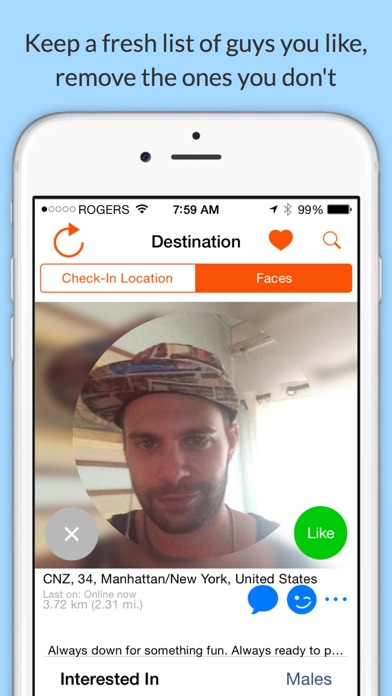 Keep a fresh list of guys you like,
remove the ones you don't
ROGERS 7:59 AM 99%
Destination
Check-In Location Faces
Like
CNZ, 34, Manhattan/New York, United States
Last on: Online now
3.72 km (2.31 mi.)
Always down for something fun. Always ready to p...
Interested In Males